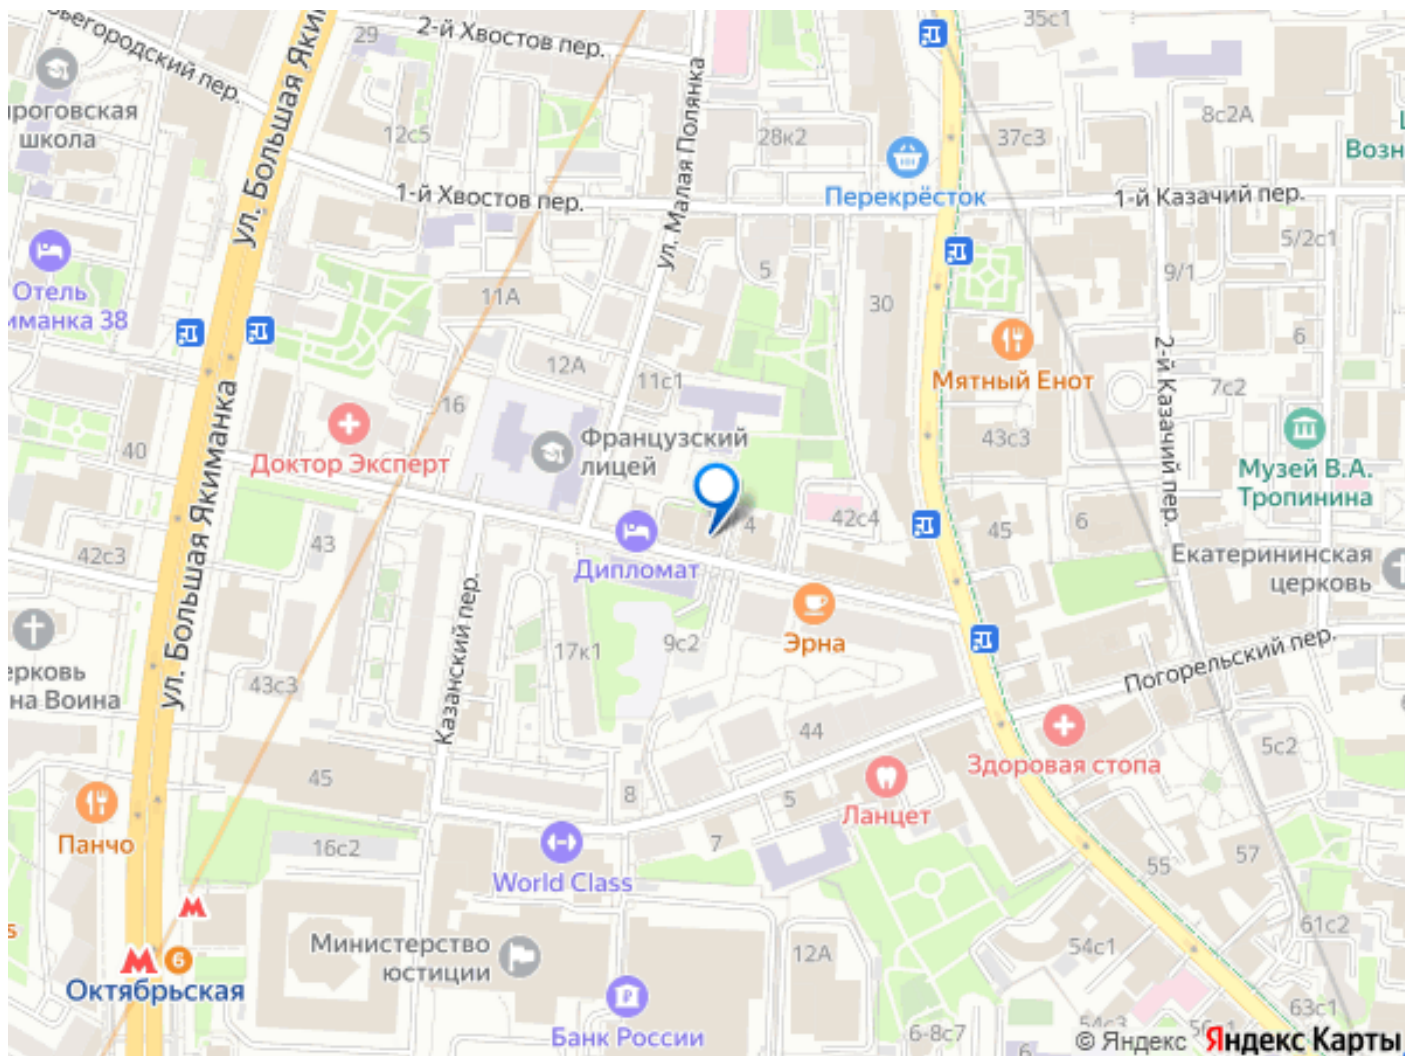 2-й Хвостов пер.
35с1
29
ул. Большая Якиманка
8с2А
школа
12с5
28к2
37с3
ул. Малая Полянка
1-й Хвостов пер.
Перекрёсток
1-й Казачий пер.
5/2с1
5
9/1
Отель
11А
30
6
12А
11с1
Мятный Енот
2-й Казачий пер.
7с2
16
ул. Большая Якиманка
40
Доктор Эксперт
Французский
лицей
43с3
Музей В.А.
Тропинина
4
42с4
45
6
43
42с3
Дипломат
Екатерининская
церковь
Казанский пер.
Эрна
17к1
9с2
Погорельский пер.
43с3
44
5с2
45
Здоровая стопа
8
5
Ланцет
7
Панчо
16с2
World Class
55
57
61с2
Министерство
юстиции
12А
54с1
6
Октябрьская
63с1
Банк России
6-8с7
54с3
6
© Яндекс Яндекс Карты